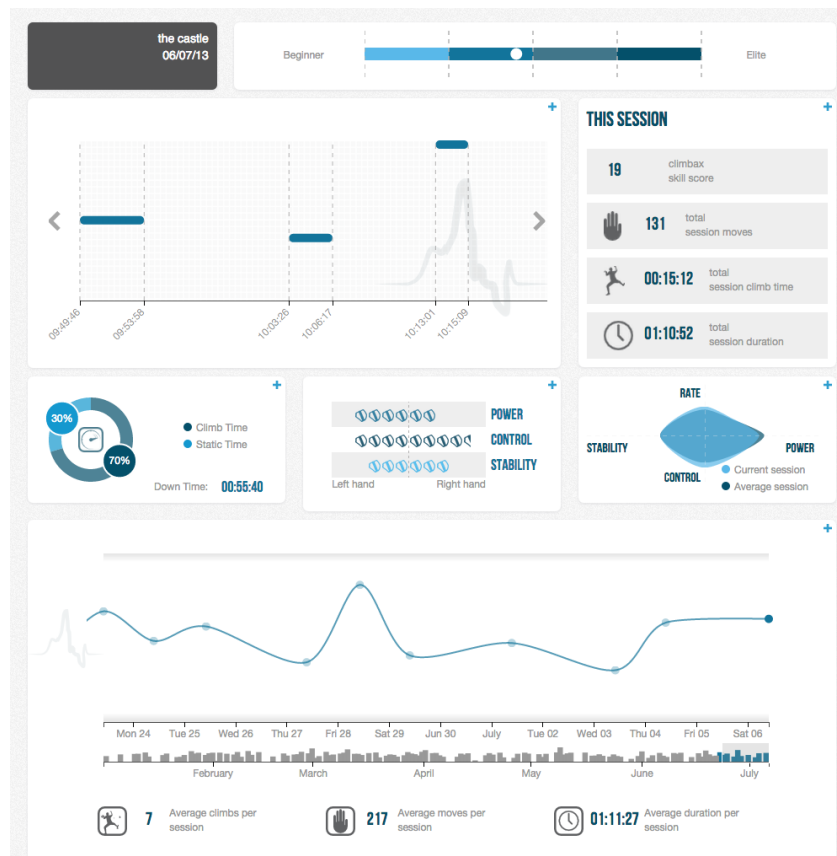 the castle
06/07/13
Beginner
Elite
09:49:46
09:53:58
10:03:26
10:06:17
10:13:01
10:15:09
THIS SESSION
19
climbax
skill score
131
total
session moves
00:15:12
total
session climb time
01:10:52
total
session duration
30%
70%
Climb Time
Static Time
Down Time: 00:55:40
POWER
CONTROL
STABILITY
Left hand Right hand
RATE
STABILITY
POWER
CONTROL
Current session
Average session
Mon 24 Tue 25 Wed 26 Thu 27 Fri 28 Sat 29 Jun 30 July Tue 02 Wed 03 Thu 04 Fri 05 Sat 06
February March April May June July
7
Average climbs per
session
217
Average moves per
session
01:11:27
Average duration per
session